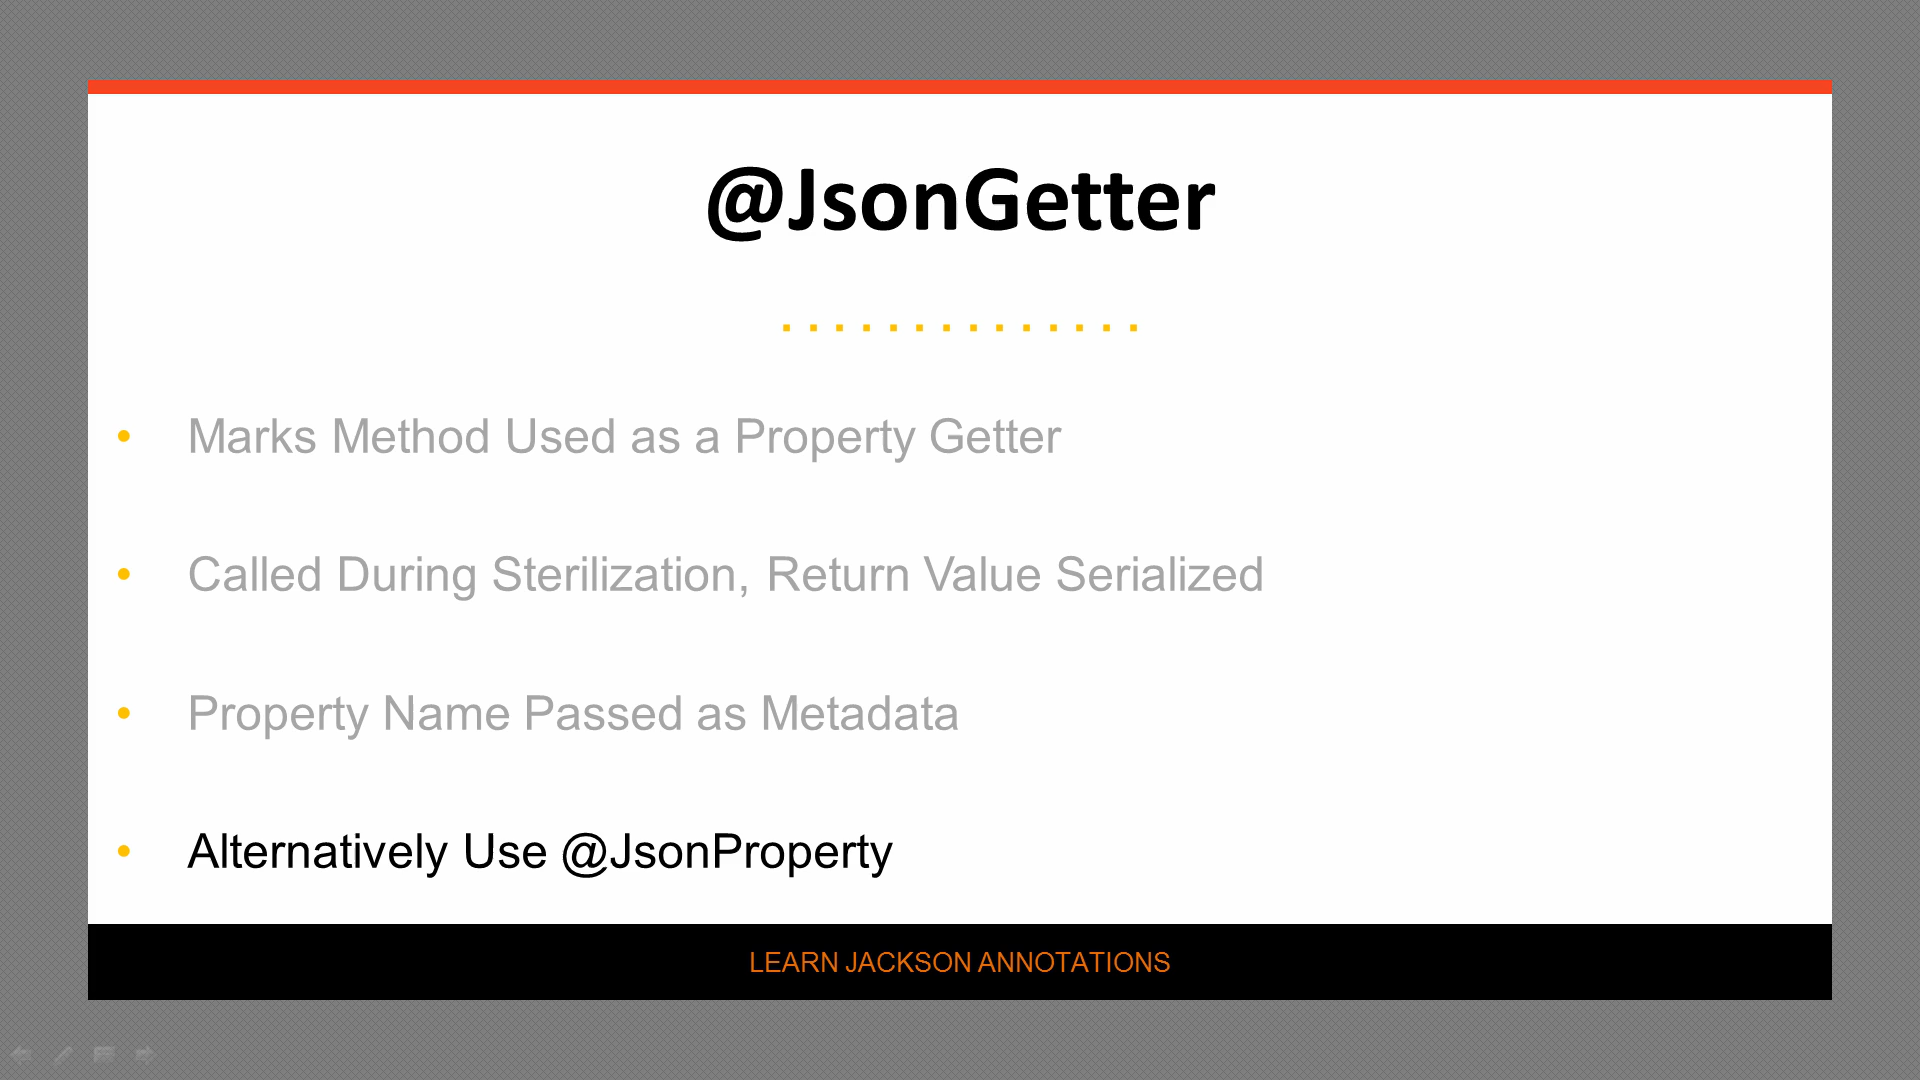 @JsonGetter
• Marks Method Used as a Property Getter
• Called During Sterilization, Return Value Serialized
• Property Name Passed as Metadata
• Alternatively Use @JsonProperty
LEARN JACKSON ANNOTATIONS